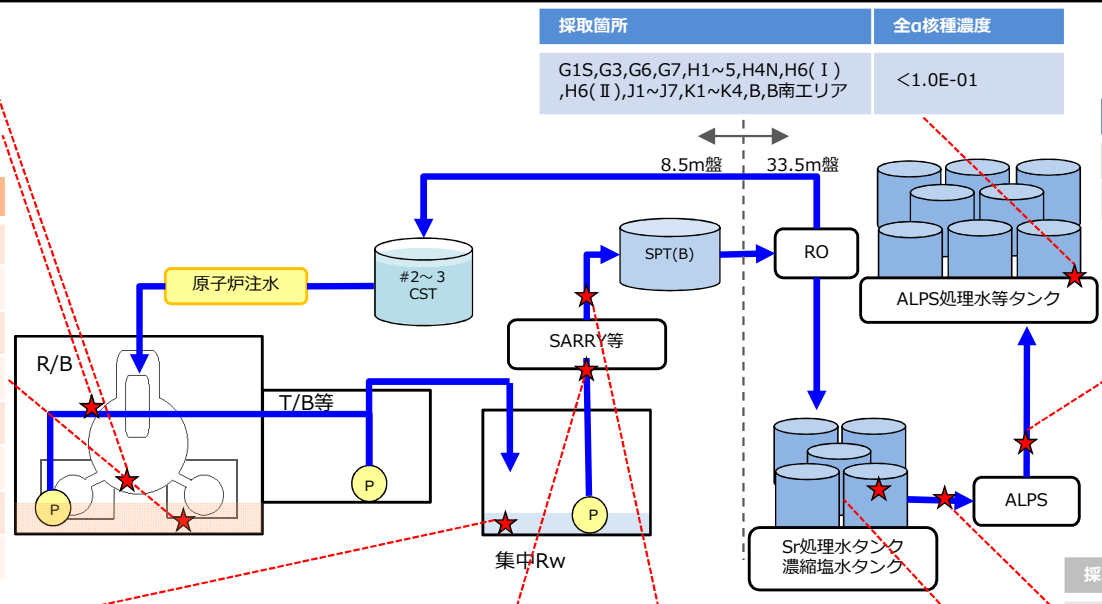 採取箇所 全α核種濃度
G1S,G3,G6,G7,H1~5,H4N,H6(Ⅰ)
,H6(Ⅱ),J1~J7,K1~K4,B,B南エリア
<1.0E-01
8.5m盤 33.5m盤
SPT(B)
RO
#2～3
CST
原子炉注水
ALPS処理水等タンク
SARRY等
R/B
T/B等
P
P
P
ALPS
集中Rw
Sr処理水タンク
濃縮塩水タンク
採